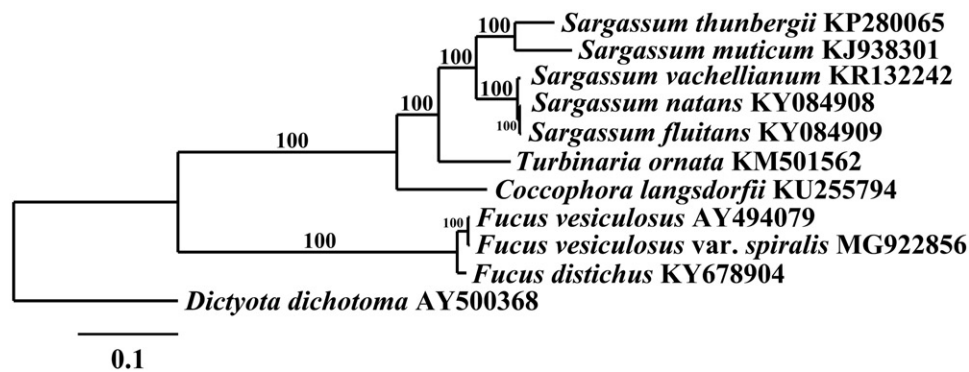 Sargassum thunbergii KP280065
100
Sargassum muticum KJ938301
100
Sargassum vachellianum KR132242
100
Sargassum natans KY084908
100
100
Sargassum fluitans KY084909
100
Turbinaria ornata KM501562
Coccophora langsdorfii KU255794
100
Fucus vesiculosus AY494079
100
Fucus vesiculosus var. spiralis MG922856
Fucus distichus KY678904
Dictyota dichotoma AY500368
0.1